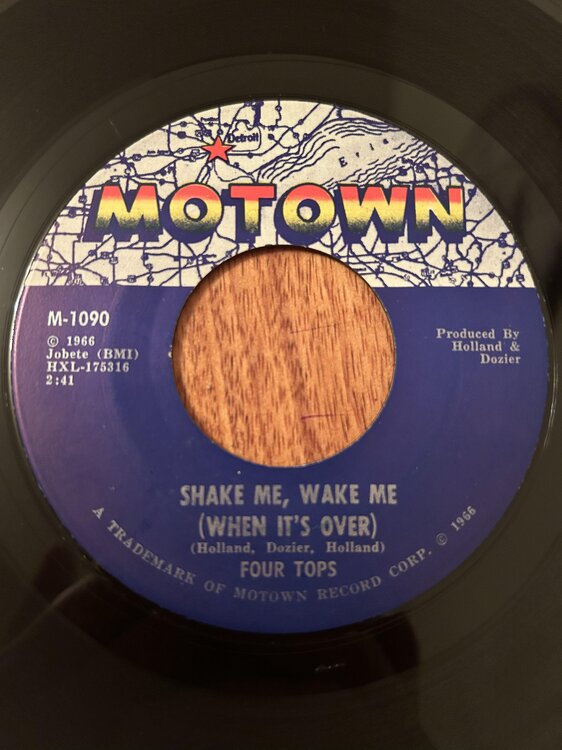 Detroit
Erie
MOTOWN
M-1090
© 1966
Jobete (BMI)
HXL-175316
2:41
Produced By
Holland &
Dozier
SHAKE ME, WAKE ME
(WHEN IT'S OVER)
(Holland, Dozier, Holland)
FOUR TOPS
A TRADEMARK OF MOTOWN RECORD CORP. © 1966